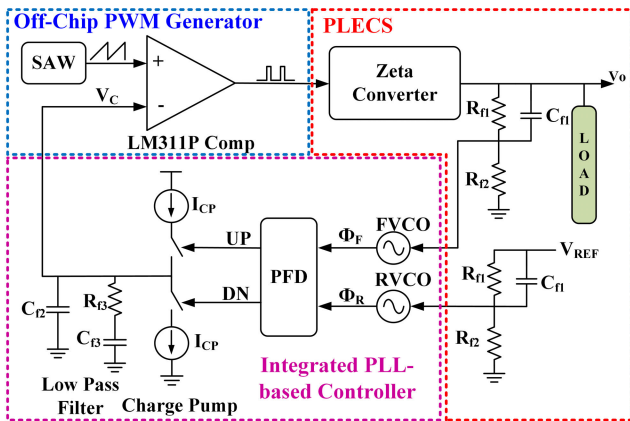 Off-Chip PWM Generator
PLECS
SAW
+
-
V_C
LM311P Comp
Zeta
Converter
Vo
R_f1
C_f1
R_f2
LOAD
I_CP
UP
DN
I_CP
PFD
Φ_F
Φ_R
FVCO
RVCO
V_REF
R_f1
C_f1
R_f2
C_f2
R_f3
C_f3
Low Pass
Filter
Charge Pump
Integrated PLL-
based Controller